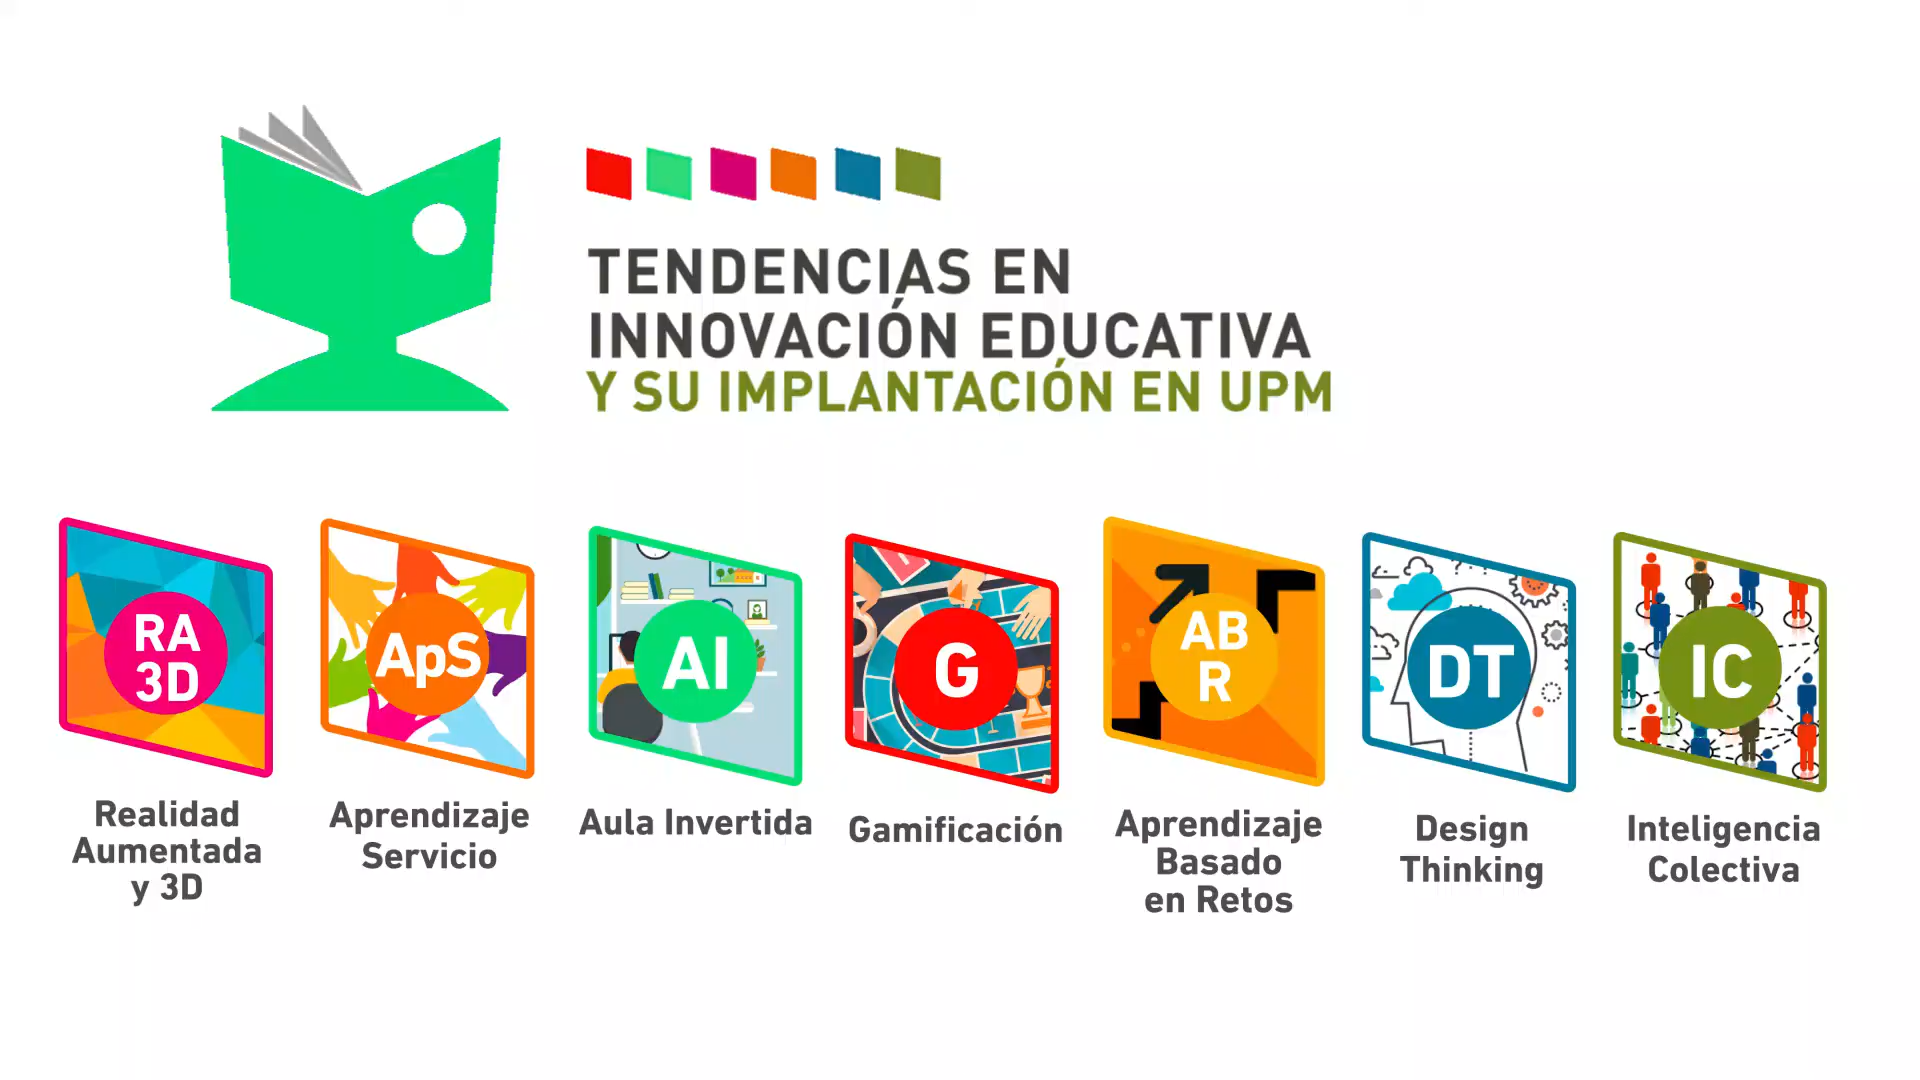 TENDENCIAS EN
INNOVACIÓN EDUCATIVA
Y SU IMPLANTACIÓN EN UPM
RA
3D
Realidad
Aumentada
y 3D
ApS
Aprendizaje
Servicio
AI
Aula Invertida
G
Gamificación
AB
R
Aprendizaje
Basado
en Retos
DT
Design
Thinking
IC
Inteligencia
Colectiva